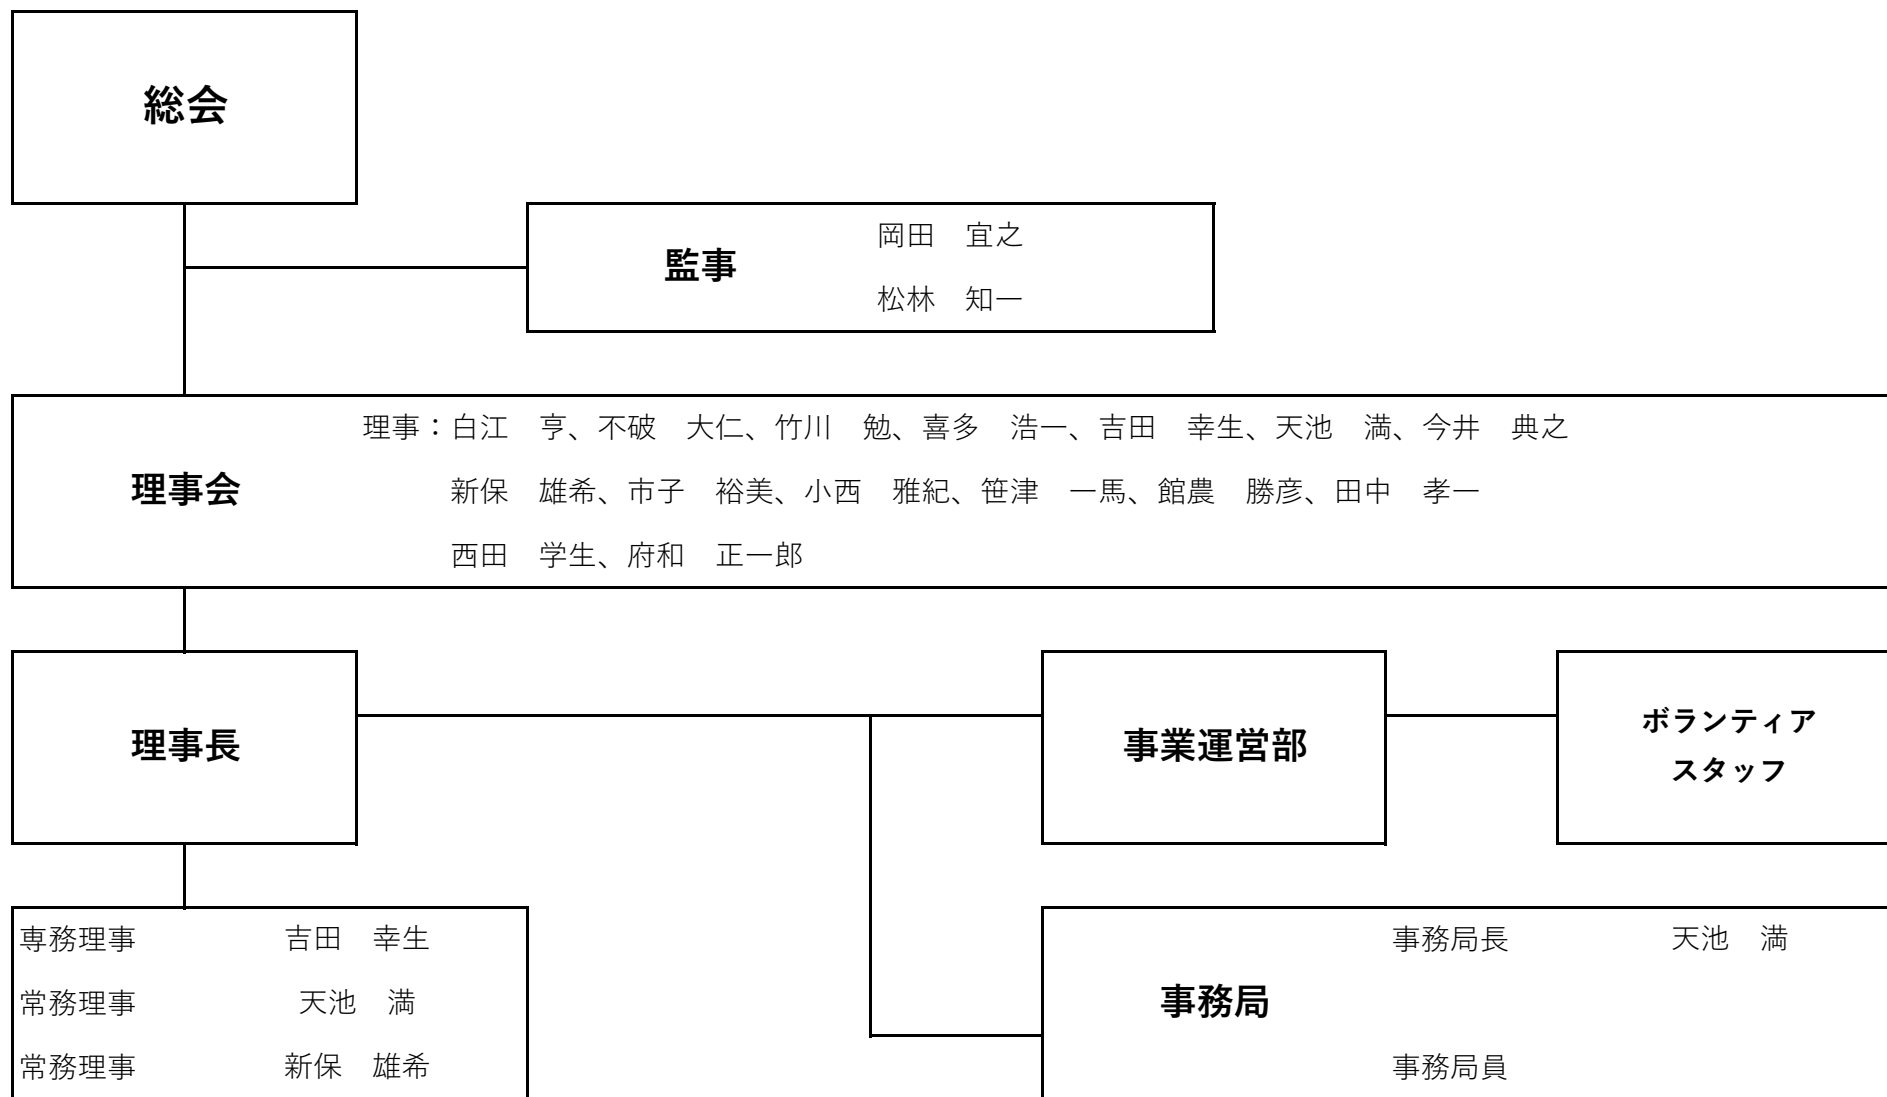 総会
監事
岡田　宜之
松林　知一
理事会
理事：白江　亨、不破　大仁、竹川　勉、喜多　浩一、吉田　幸生、天池　満、今井　典之
新保　雄希、市子　裕美、小西　雅紀、笹津　一馬、館農　勝彦、田中　孝一
西田　学生、府和　正一郎
理事長
事業運営部
ボランティア
スタッフ
専務理事　吉田　幸生
常務理事　天池　満
常務理事　新保　雄希
事務局
事務局長　天池　満
事務局員